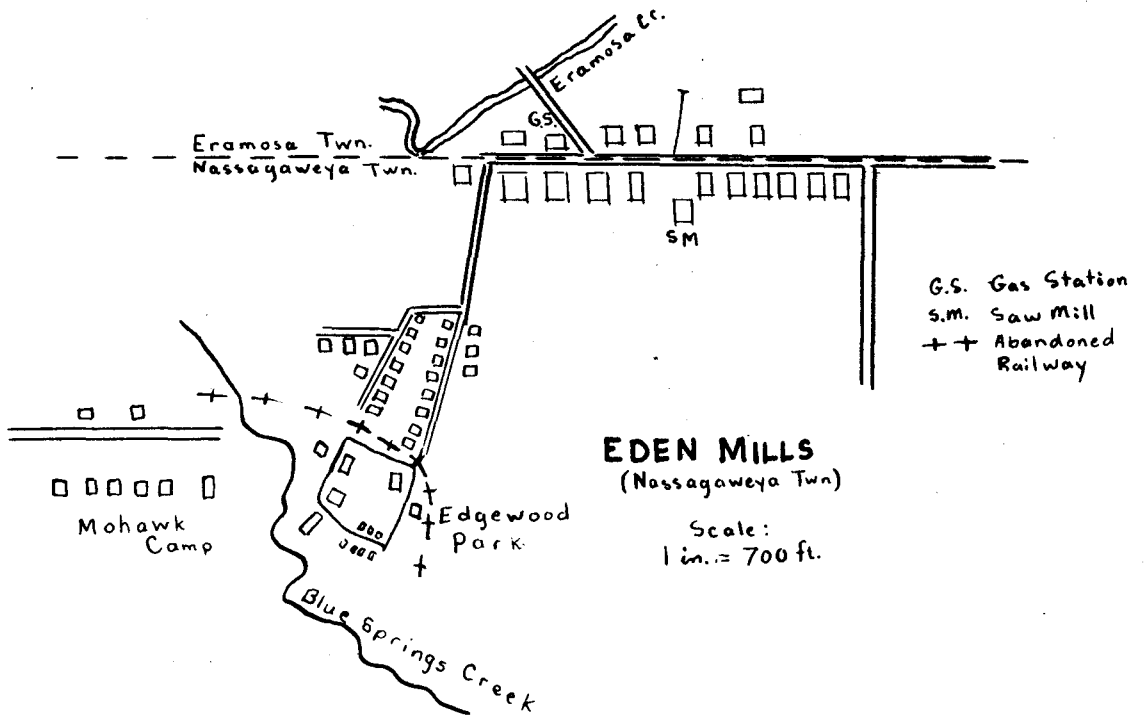 Eramosa Cr.
G.S.
Eramosa Twn.
Nassagaweya Twn.
SM
G.S. Gas Station
S.M. Saw Mill
Abandoned
Railway
EDEN MILLS
(Nassagaweya Twn)
Scale:
1 in. = 700 ft.
Mohawk
Camp
Edgewood
Park
Blue Springs Creek